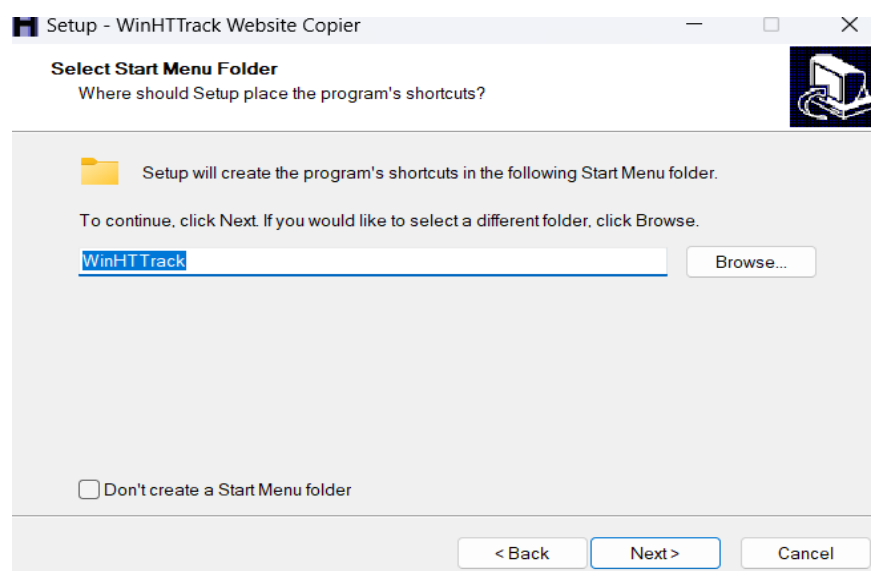 Setup - WinHTTrack Website Copier
Select Start Menu Folder
Where should Setup place the program's shortcuts?
Setup will create the program's shortcuts in the following Start Menu folder.
To continue, click Next. If you would like to select a different folder, click Browse.
WinHTTrack
Browse...
Don't create a Start Menu folder
< Back
Next >
Cancel